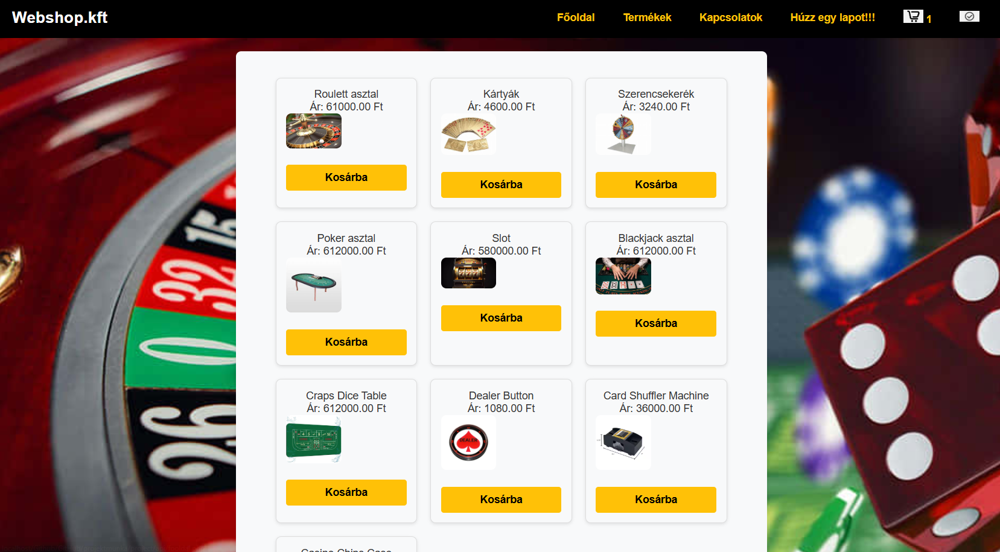 Webshop.kft
Főoldal Termékek Kapcsolatok Húzz egy lapot!!! 1
Roulett asztal
Ár: 61000.00 Ft
Kosárba
Kártyák
Ár: 4600.00 Ft
Kosárba
Szerencsekerék
Ár: 3240.00 Ft
Kosárba
Poker asztal
Ár: 612000.00 Ft
Kosárba
Slot
Ár: 580000.00 Ft
777
Kosárba
Blackjack asztal
Ár: 612000.00 Ft
Kosárba
Craps Dice Table
Ár: 612000.00 Ft
Kosárba
Dealer Button
Ár: 1080.00 Ft
DEALER
Kosárba
Card Shuffler Machine
Ár: 36000.00 Ft
Kosárba
Casino Chips Case
15
32
0
26